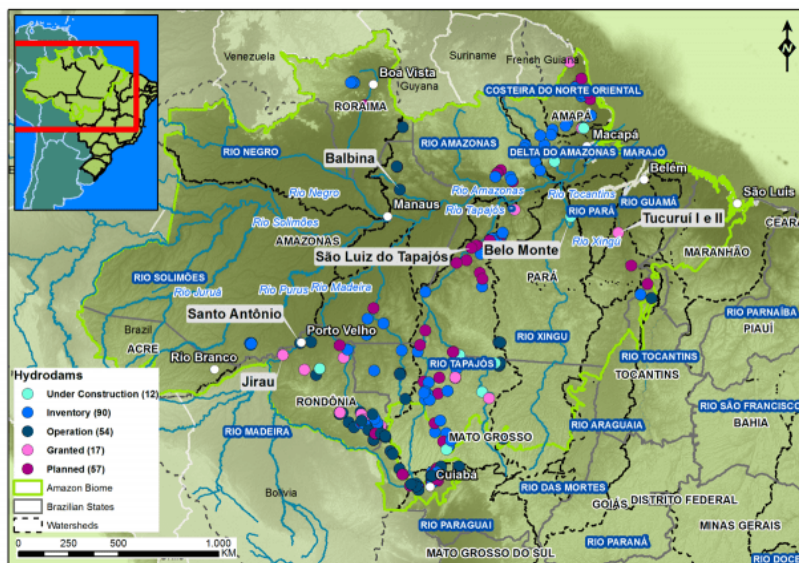 Venezuela
Suriname
French Guiana
Guyana
N
Boa Vista
RORAIMA
COSTEIRA DO NORTE ORIENTAL
AMAPÁ
Macapá
RIO AMAZONAS
DELTA DO AMAZONAS
MARAJÓ
RIO NEGRO
Balbina
Belém
Rio Negro
Rio Amazonas
Rio Tocantins
São Luis
Manaus
Rio Tapajós
RIO PARÁ
RIO GUAMÁ
Rio Solimões
Tucuruí I e II
CEARÁ
AMAZONAS
Rio Xingu
São Luiz do Tapajós
Belo Monte
MARANHÃO
RIO SOLIMÕES
PARÁ
Rio Juruá
Rio Purus
Rio Madeira
RIO PARNAÍBA
PIAUÍ
Santo Antônio
Brazil
Porto Velho
RIO XINGU
ACRE
Rio Branco
RIO TAPAJÓS
RIO TOCANTINS
TOCANTINS
Jirau
RONDÔNIA
RIO SÃO FRANCISCO
BAHIA
RIO MADEIRA
MATO GROSSO
RIO ARAGUAIA
Bolivia
Cuiabá
RIO DAS MORTES
GOIÁS
DISTRITO FEDERAL
RIO PARAGUAI
MINAS GERAIS
RIO PARANÁ
MATO GROSSO DO SUL
RIO DOCE
Hydrodams
Under Construction (12)
Inventory (90)
Operation (54)
Granted (17)
Planned (57)
Amazon Biome
Brazilian States
Watersheds
0 250 500 1,000
KM